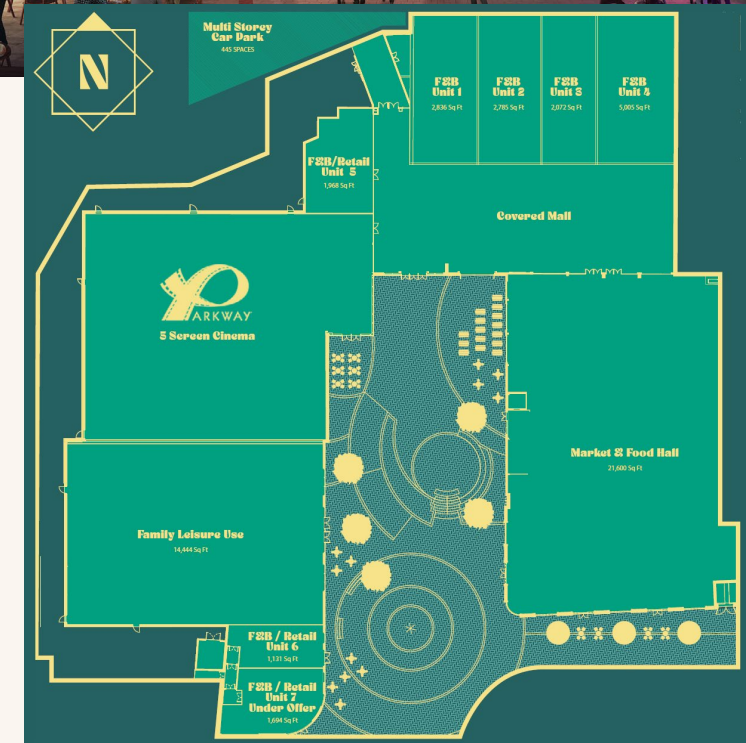 N
Multi Storey
Car Park
445 SPACES
F&B
Unit 1
2,836 Sq Ft
F&B
Unit 2
2,785 Sq Ft
F&B
Unit 3
2,072 Sq Ft
F&B
Unit 4
5,005 Sq Ft
F&B/Retail
Unit 5
1,968 Sq Ft
Covered Mall
PARKWAY
5 Screen Cinema
Market & Food Hall
21,600 Sq Ft
Family Leisure Use
14,444 Sq Ft
F&B / Retail
Unit 6
1,131 Sq Ft
F&B / Retail
Unit 7
Under Offer
1,694 Sq Ft